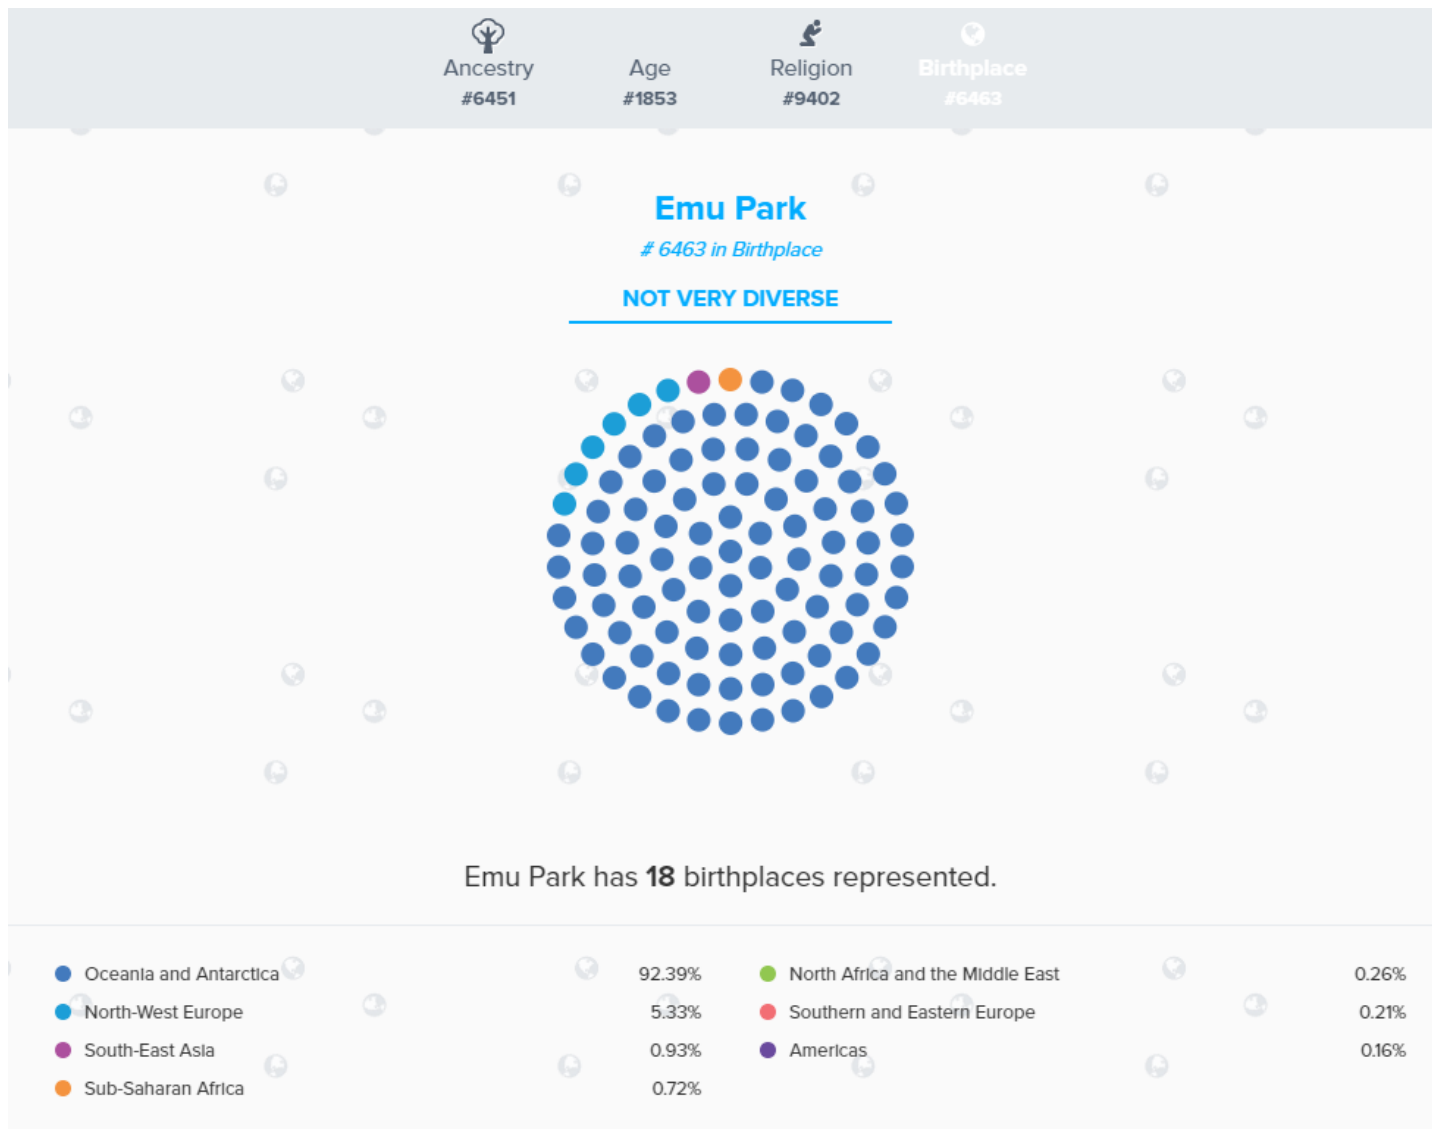 Ancestry
#6451
Age
#1853
Religion
#9402
Birthplace
#6463
Emu Park
# 6463 in Birthplace
NOT VERY DIVERSE
Emu Park has 18 birthplaces represented.
Oceania and Antarctica 92.39%
North-West Europe 5.33%
South-East Asia 0.93%
Sub-Saharan Africa 0.72%
North Africa and the Middle East 0.26%
Southern and Eastern Europe 0.21%
Americas 0.16%